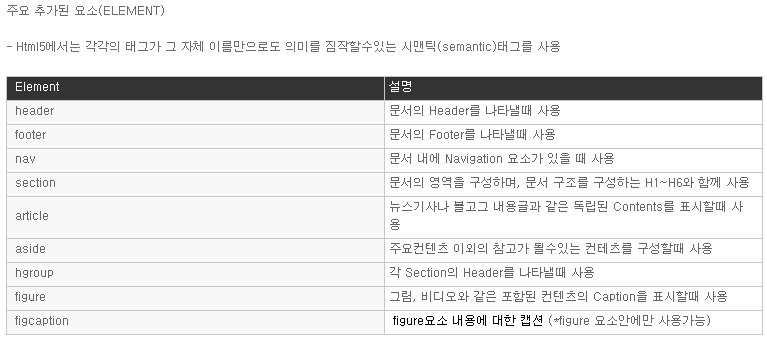 주요 추가된 요소(ELEMENT)
- Html5에서는 각각의 태그가 그 자체 이름만으로도 의미를 짐작할수있는 시맨틱(semantic)태그를 사용
Element 설명
header 문서의 Header를 나타낼때 사용
footer 문서의 Footer를 나타낼때 사용
nav 문서 내에 Navigation 요소가 있을 때 사용
section 문서의 영역을 구성하며, 문서 구조를 구성하는 H1~H6와 함께 사용
article 뉴스기사나 블고그 내용글과 같은 독립된 Contents를 표시할때 사
용
aside 주요컨텐츠 이외의 참고가 될수있는 컨테츠를 구성할때 사용
hgroup 각 Section의 Header를 나타낼때 사용
figure 그림, 비디오와 같은 포함된 컨텐츠의 Caption을 표시할때 사용
figcaption figure요소 내용에 대한 캡션 (*figure 요소안에만 사용가능)